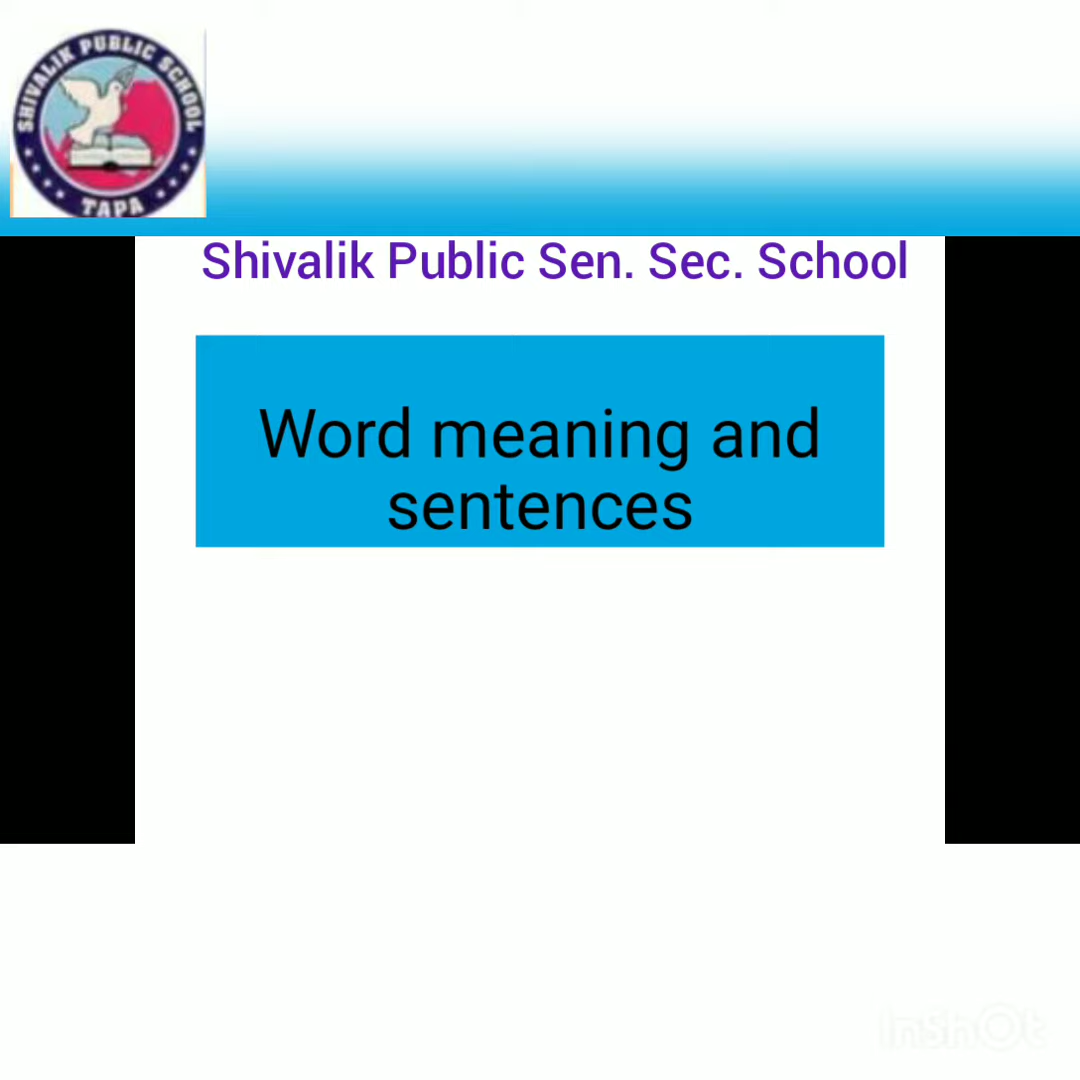 SHIVALIK PUBLIC SCHOOL
TAPA
Shivalik Public Sen. Sec. School
Word meaning and
sentences
InShOt